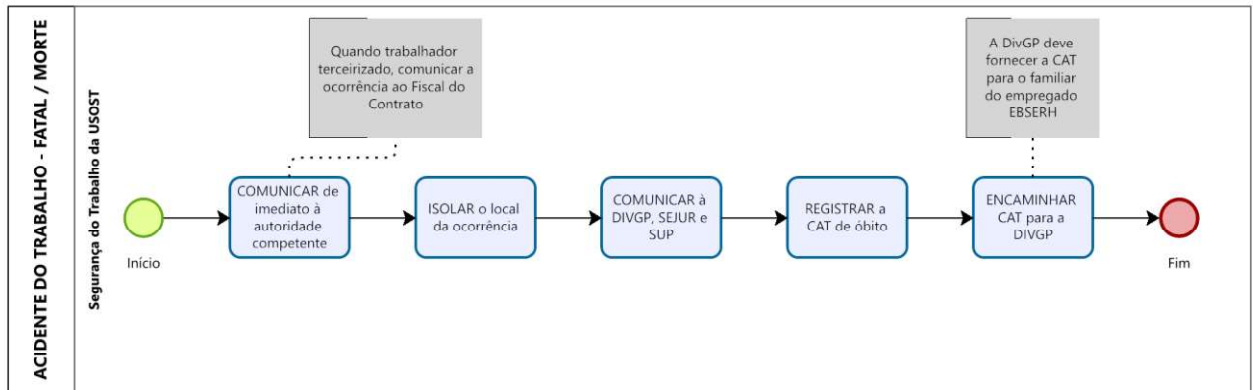 ACIDENTE DO TRABALHO - FATAL / MORTE
Segurança do Trabalho da USOST
Quando trabalhador
terceirizado, comunicar a
ocorrência ao Fiscal do
Contrato
A DivGP deve
fornecer a CAT
para o familiar
do empregado
EBSERH
Início
COMUNICAR de
imediato à
autoridade
competente
ISOLAR o local
da ocorrência
COMUNICAR à
DIVGP, SEJUR e
SUP
REGISTRAR a
CAT de óbito
ENCAMINHAR
CAT para a
DIVGP
Fim